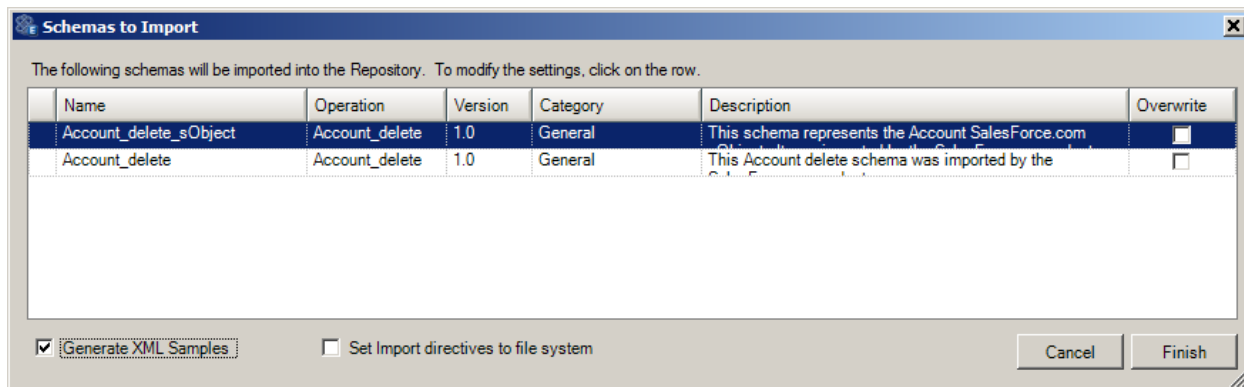 Schemas to Import
The following schemas will be imported into the Repository. To modify the settings, click on the row.
Name Operation Version Category Description Overwrite
Account_delete_sObject Account_delete 1.0 General This schema represents the Account SalesForce.com
Account_delete Account_delete 1.0 General This Account delete schema was imported by the
Generate XML Samples Set Import directives to file system Cancel Finish